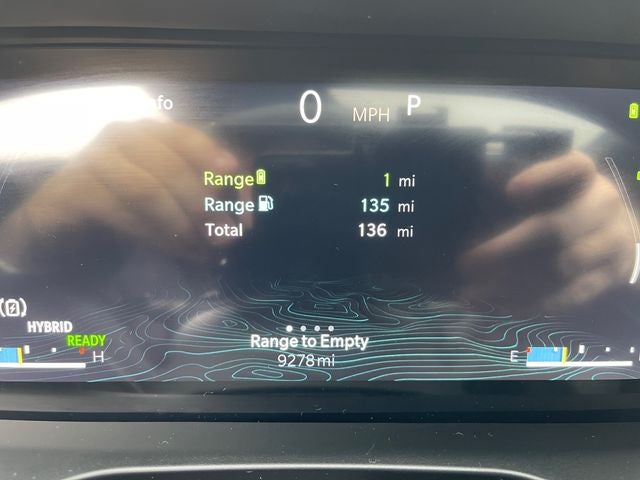 0 MPH P
Range 1 mi
Range 135 mi
Total 136 mi
HYBRID
READY
Range to Empty
H E
9278 mi